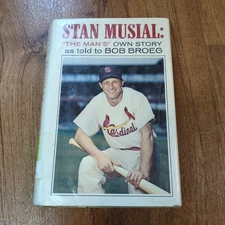 STAN MUSIAL:
"THE MAN'S" OWN STORY
as told to BOB BROEG
Cardinals